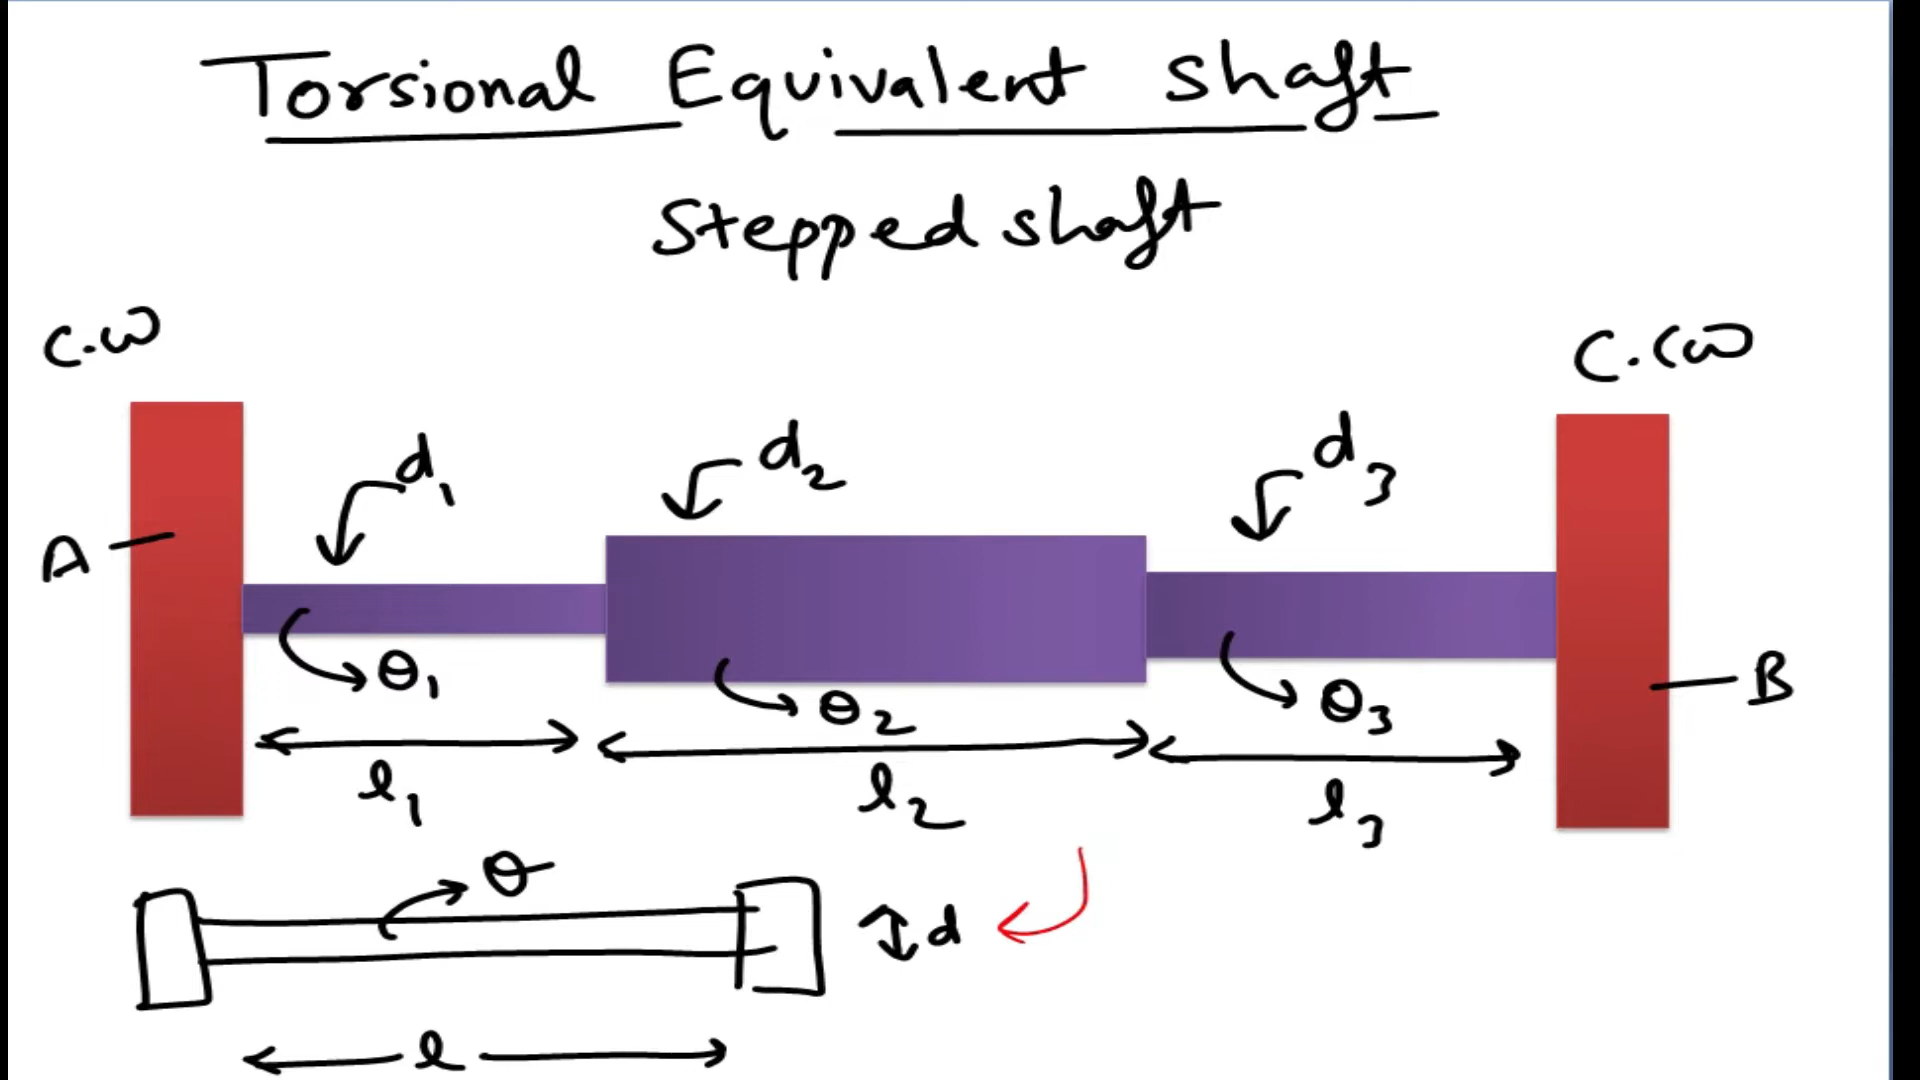 Torsional Equivalent shaft
Stepped shaft
C.W
C.CW
d1
d2
d3
A
θ1
θ2
θ3
B
l1
l2
l3
θ
d
l